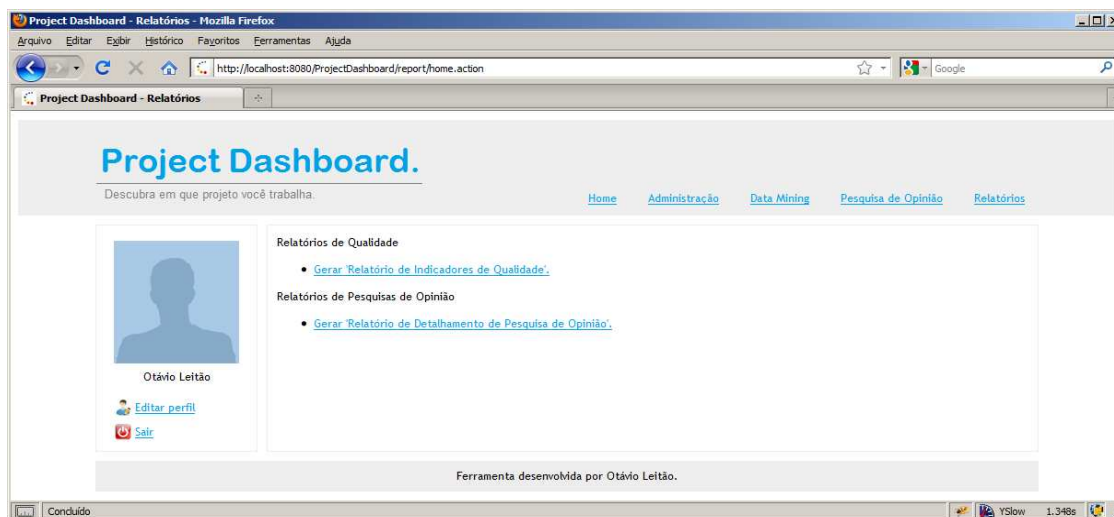 Project Dashboard - Relatórios - Mozilla Firefox
Arquivo Editar Exibir Histórico Favoritos Ferramentas Ajuda
http://localhost:8080/ProjectDashboard/report/home.action
Google
Project Dashboard - Relatórios
Project Dashboard.
Descubra em que projeto você trabalha.
Home Administração Data Mining Pesquisa de Opinião Relatórios
Relatórios de Qualidade
Gerar 'Relatório de Indicadores de Qualidade'.
Relatórios de Pesquisas de Opinião
Gerar 'Relatório de Detalhamento de Pesquisa de Opinião'.
Otávio Leitão
Editar perfil
Sair
Ferramenta desenvolvida por Otávio Leitão.
Concluído
YSlow 1.348s